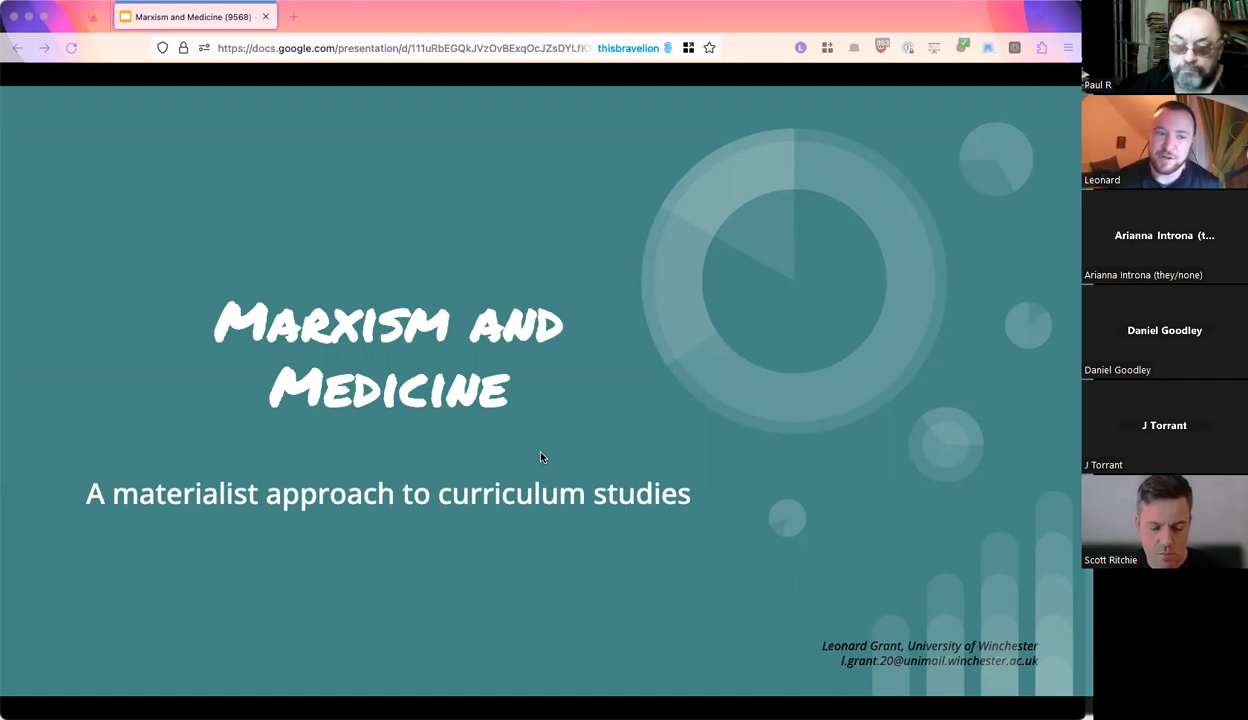 Marxism and Medicine (9568) -
https://docs.google.com/presentation/d/111uRbEGQkJVzOvBExqOcJZsDYLfK
thisbravelion
L
353
Marxism and
Medicine
A materialist approach to curriculum studies
Leonard Grant, University of Winchester
l.grant.20@unimail.winchester.ac.uk
Paul R
Leonard
Arianna Introna (t...
Arianna Introna (they/none)
Daniel Goodley
Daniel Goodley
J Torrant
J Torrant
Scott Ritchie